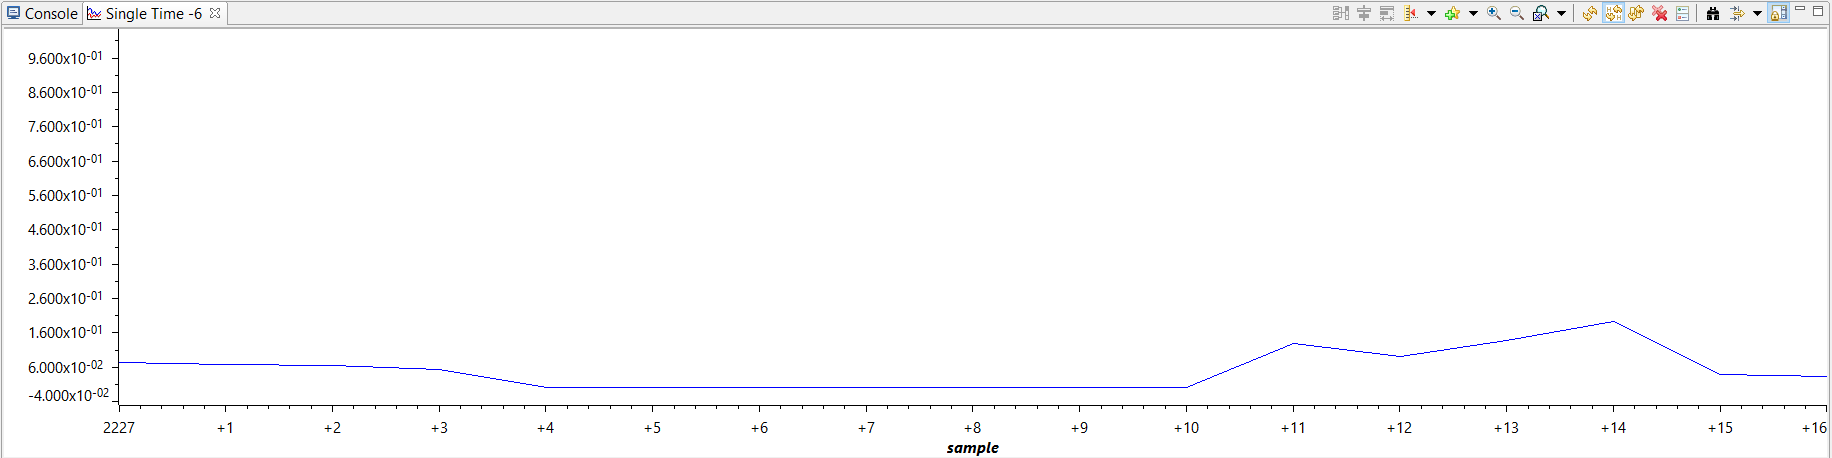 Console Single Time -6
9.600x10-01
8.600x10-01
7.600x10-01
6.600x10-01
5.600x10-01
4.600x10-01
3.600x10-01
2.600x10-01
1.600x10-01
6.000x10-02
-4.000x10-02
2227 +1 +2 +3 +4 +5 +6 +7 +8 +9 +10 +11 +12 +13 +14 +15 +16
sample